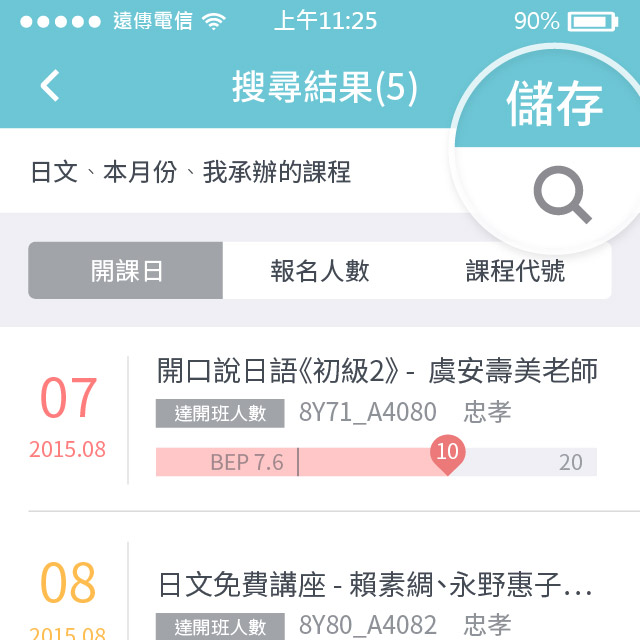 遠傳電信 上午11:25 90%
搜尋結果(5) 儲存
日文、本月份、我承辦的課程
開課日 報名人數 課程代號
07 開口說日語《初級2》- 虞安壽美老師
2015.08 達開班人數 8Y71_A4080 忠孝
BEP 7.6 10 20
08 日文免費講座 - 賴素綢、永野惠子...
2015.08 達開班人數 8Y80_A4082 忠孝